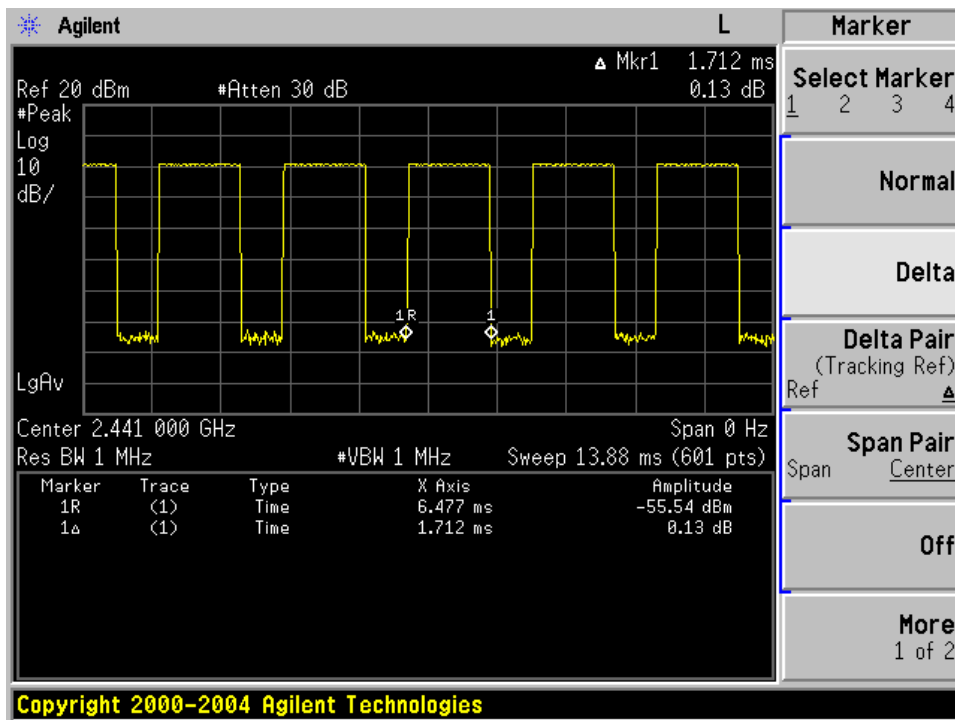 Agilent L
Marker
△ Mkr1 1.712 ms
Ref 20 dBm #Atten 30 dB 0.13 dB
#Peak
Log
10
dB/
1R 1
LgAv
Center 2.441 000 GHz Span 0 Hz
Res BW 1 MHz #VBW 1 MHz Sweep 13.88 ms (601 pts)
Marker Trace Type X Axis Amplitude
1R (1) Time 6.477 ms -55.54 dBm
1△ (1) Time 1.712 ms 0.13 dB
Select Marker
1 2 3 4
Normal
Delta
Delta Pair
(Tracking Ref)
Ref △
Span Pair
Span Center
Off
More
1 of 2
Copyright 2000-2004 Agilent Technologies